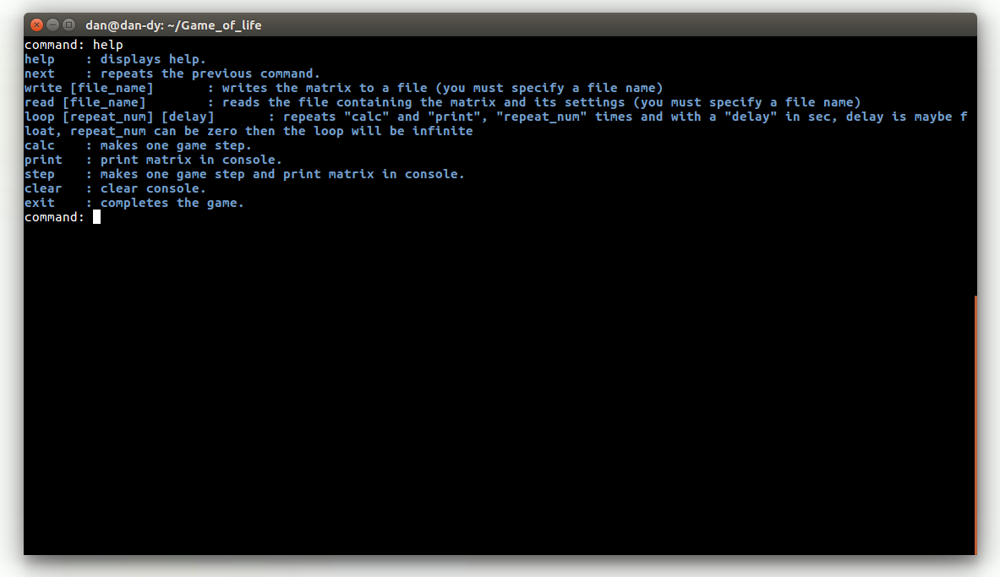 dan@dan-dy: ~/Game_of_life
command: help
help    : displays help.
next    : repeats the previous command.
write [file_name]       : writes the matrix to a file (you must specify a file name)
read [file_name]        : reads the file containing the matrix and its settings (you must specify a file name)
loop [repeat_num] [delay]       : repeats "calc" and "print", "repeat_num" times and with a "delay" in sec, delay is maybe f
loat, repeat_num can be zero then the loop will be infinite
calc    : makes one game step.
print   : print matrix in console.
step    : makes one game step and print matrix in console.
clear   : clear console.
exit    : completes the game.
command: